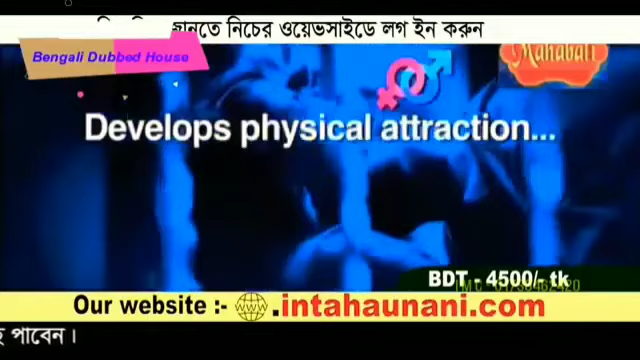 জানতে নিচের ওয়েভসাইডে লগ ইন করুন
Bengali Dubbed House
Mahabali
Develops physical attraction...
BDT - 4500/- tk
Our website :- .intahaunani.com
পাবেন।